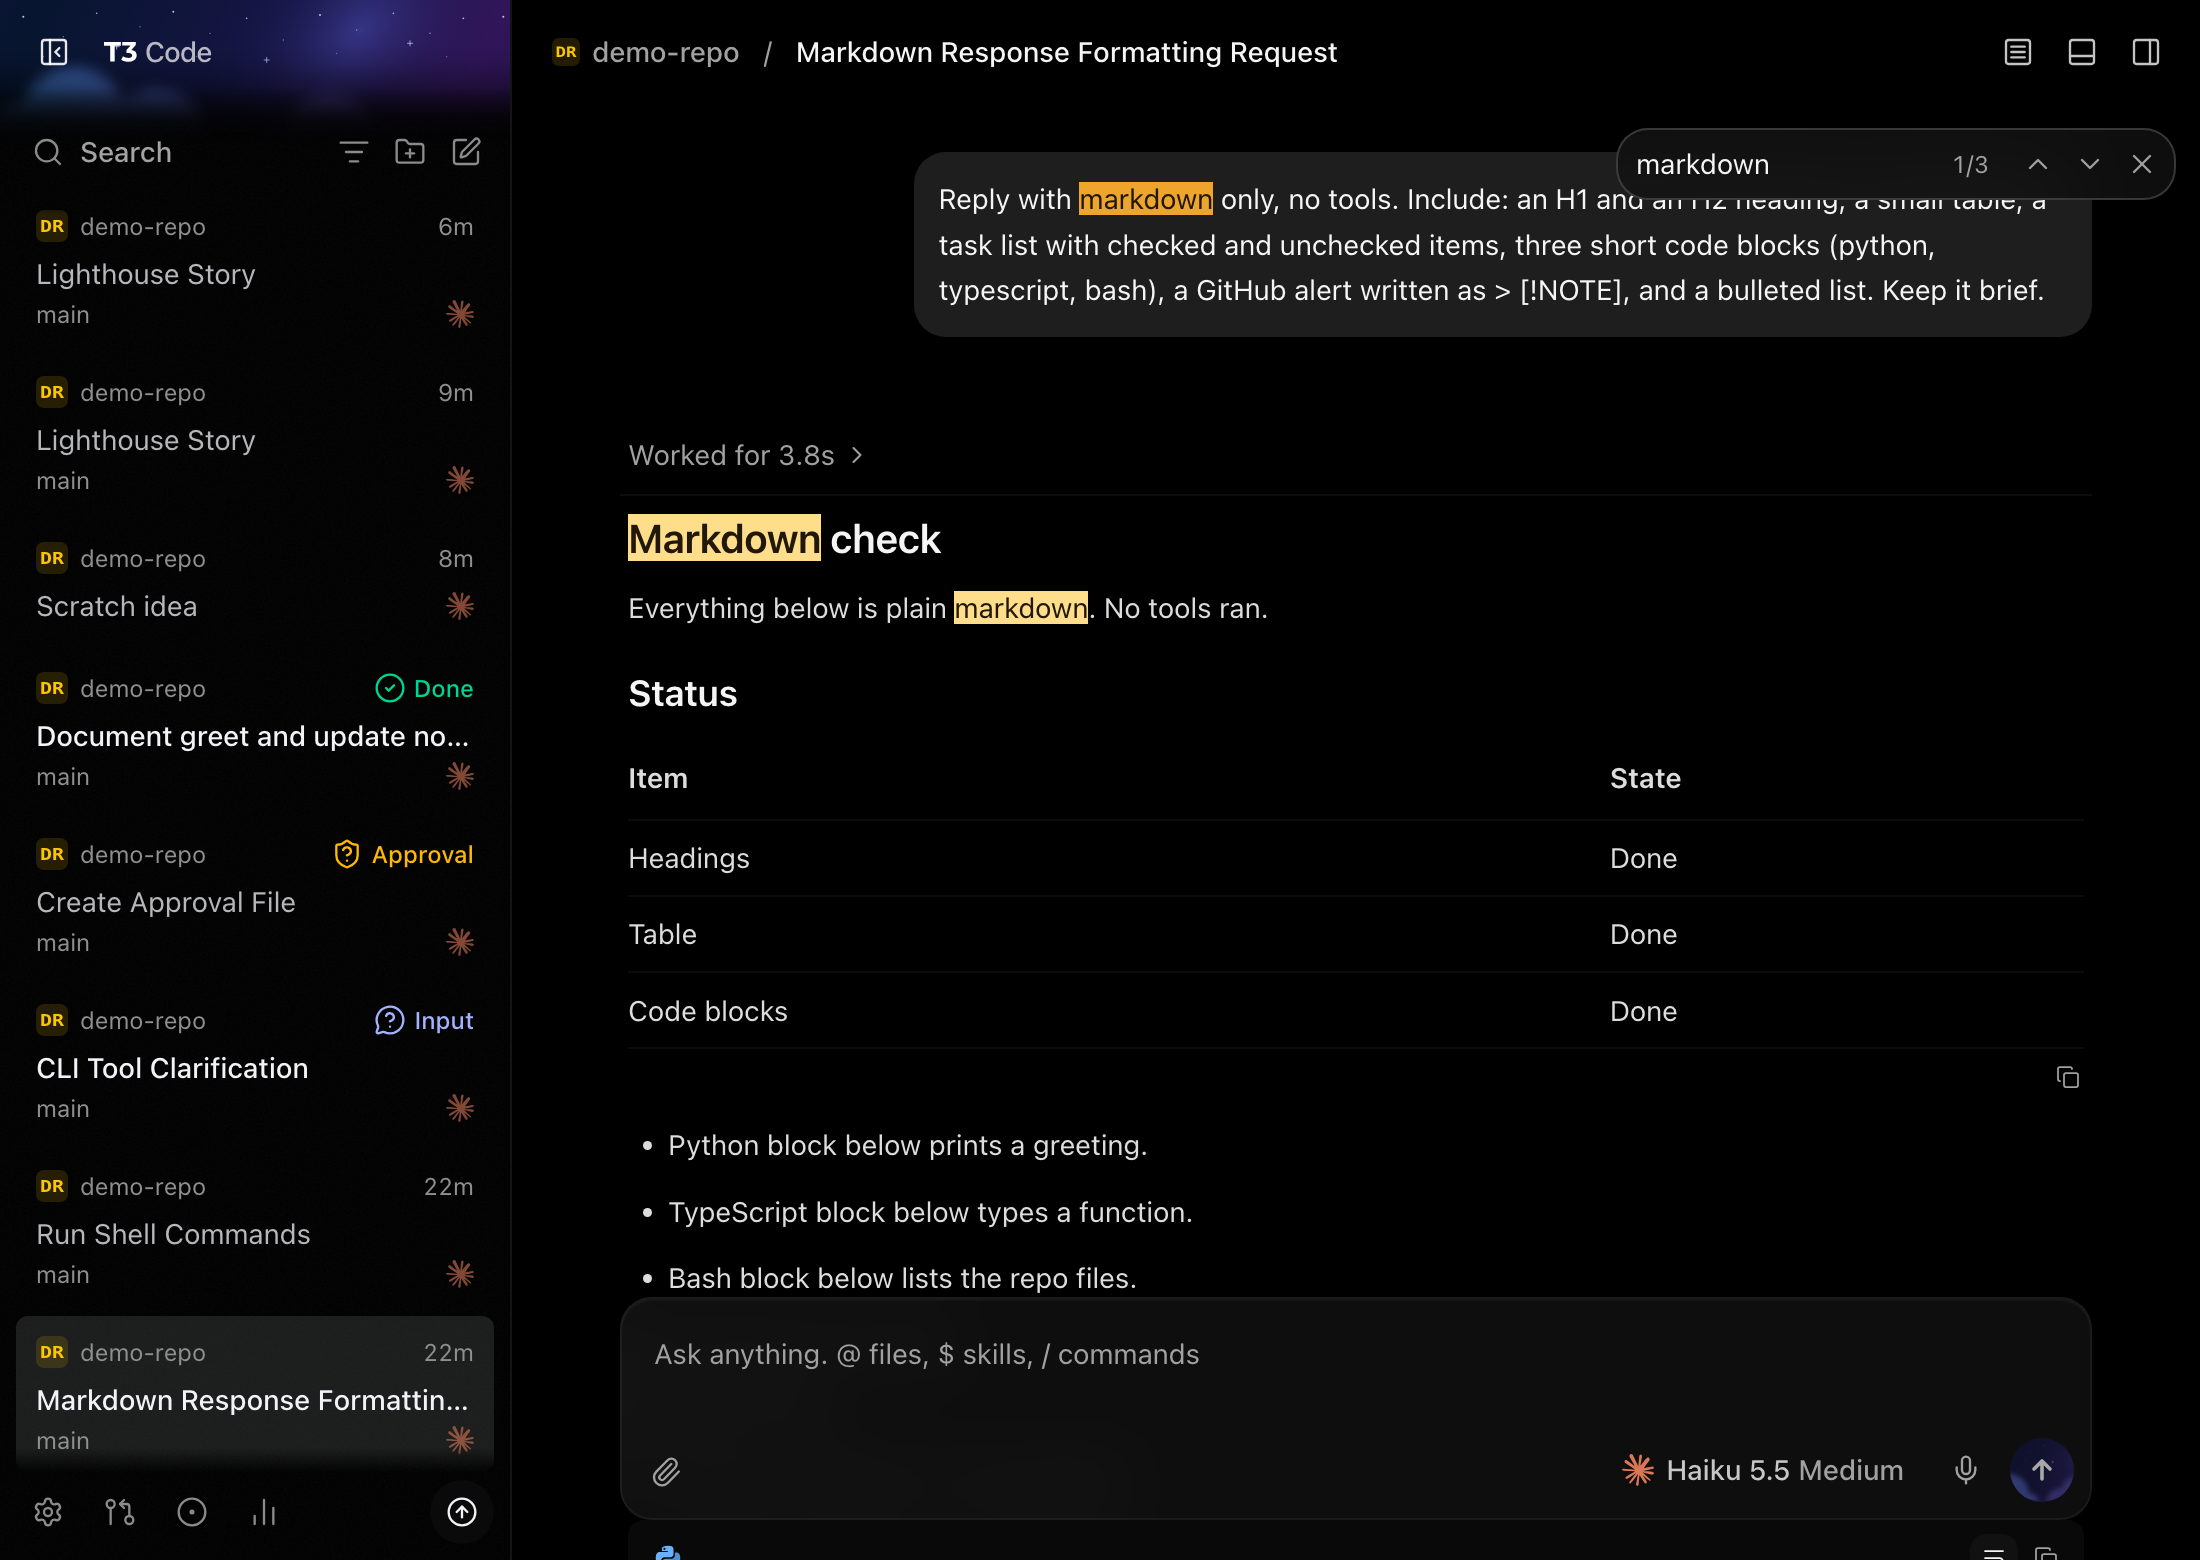 T3 Code
Search
DR demo-repo 6m
Lighthouse Story
main
DR demo-repo 9m
Lighthouse Story
main
DR demo-repo 8m
Scratch idea
DR demo-repo Done
Document greet and update no...
main
DR demo-repo Approval
Create Approval File
main
DR demo-repo Input
CLI Tool Clarification
main
DR demo-repo 22m
Run Shell Commands
main
DR demo-repo 22m
Markdown Response Formattin...
main
DR demo-repo / Markdown Response Formatting Request
markdown 1/3
Reply with markdown only, no tools. Include: an H1 and an H2 heading, a small table, a
task list with checked and unchecked items, three short code blocks (python,
typescript, bash), a GitHub alert written as > [!NOTE], and a bulleted list. Keep it brief.
Worked for 3.8s
Markdown check
Everything below is plain markdown. No tools ran.
Status
Item State
Headings Done
Table Done
Code blocks Done
• Python block below prints a greeting.
• TypeScript block below types a function.
• Bash block below lists the repo files.
Ask anything. @ files, $ skills, / commands
Haiku 5.5 Medium